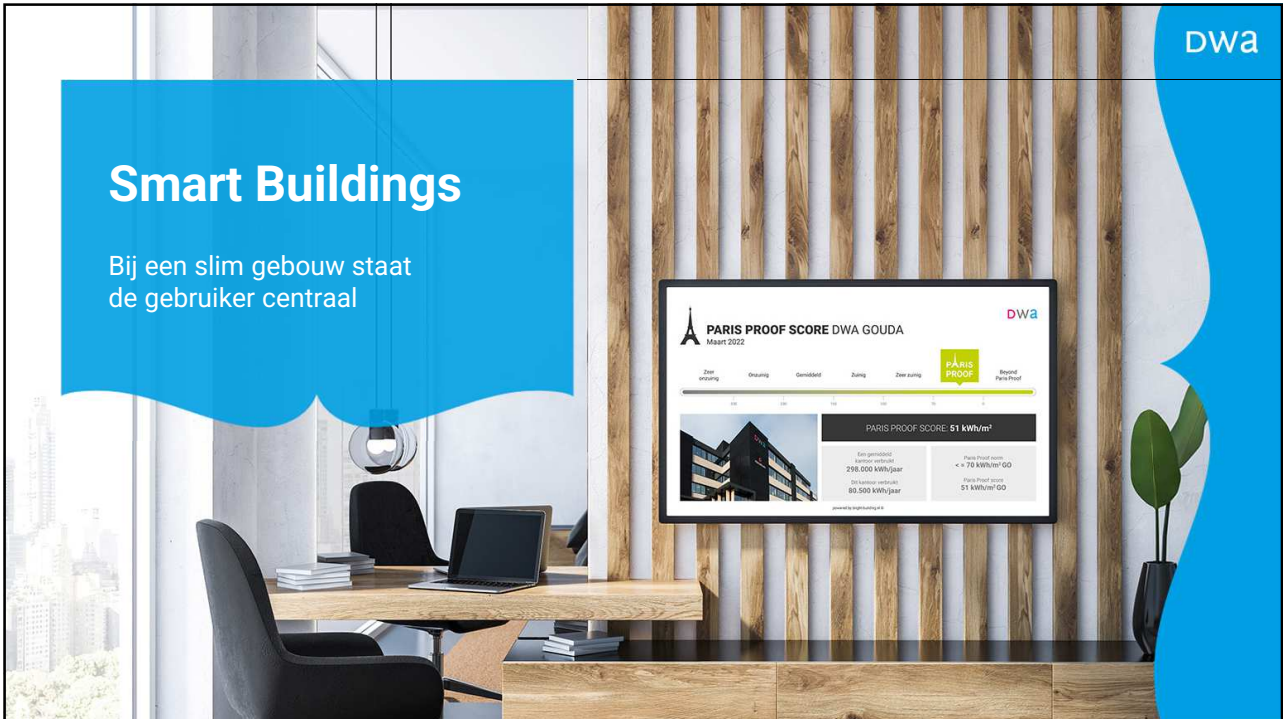 DWa
Smart Buildings
Bij een slim gebouw staat
de gebruiker centraal
DWa
PARIS PROOF SCORE DWA GOUDA
Maart 2022
Zeer
onzuinig
Onzuinig
Gemiddeld
Zuinig
Zeer zuinig
PARIS
PROOF
Beyond
Paris Proof
PARIS PROOF SCORE: 51 kWh/m²
Een gemiddeld
kantoor verbruikt
298.000 kWh/jaar
Dit kantoor verbruikt
80.500 kWh/jaar
Paris Proof norm
< = 70 kWh/m² GO
Paris Proof score
51 kWh/m² GO